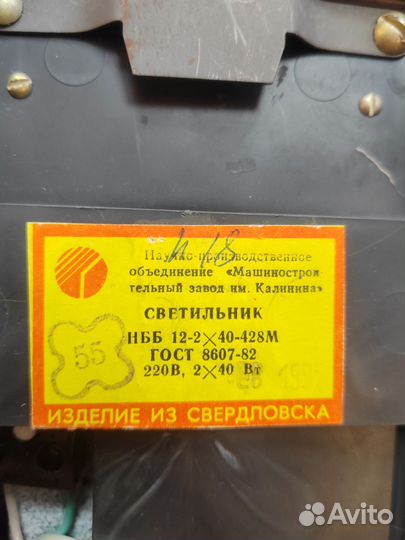 Научно-производственное
объединение «Машинострои-
тельный завод им. Калинина»
СВЕТИЛЬНИК
НББ 12-2×40-428М
ГОСТ 8607-82
220В, 2×40 Вт
55
ИЗДЕЛИЕ ИЗ СВЕРДЛОВСКА
Avito